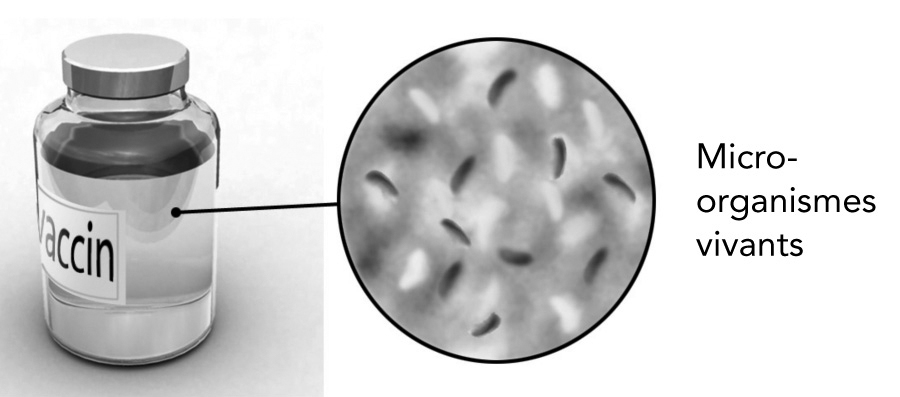 vaccin
Micro-
organismes
vivants